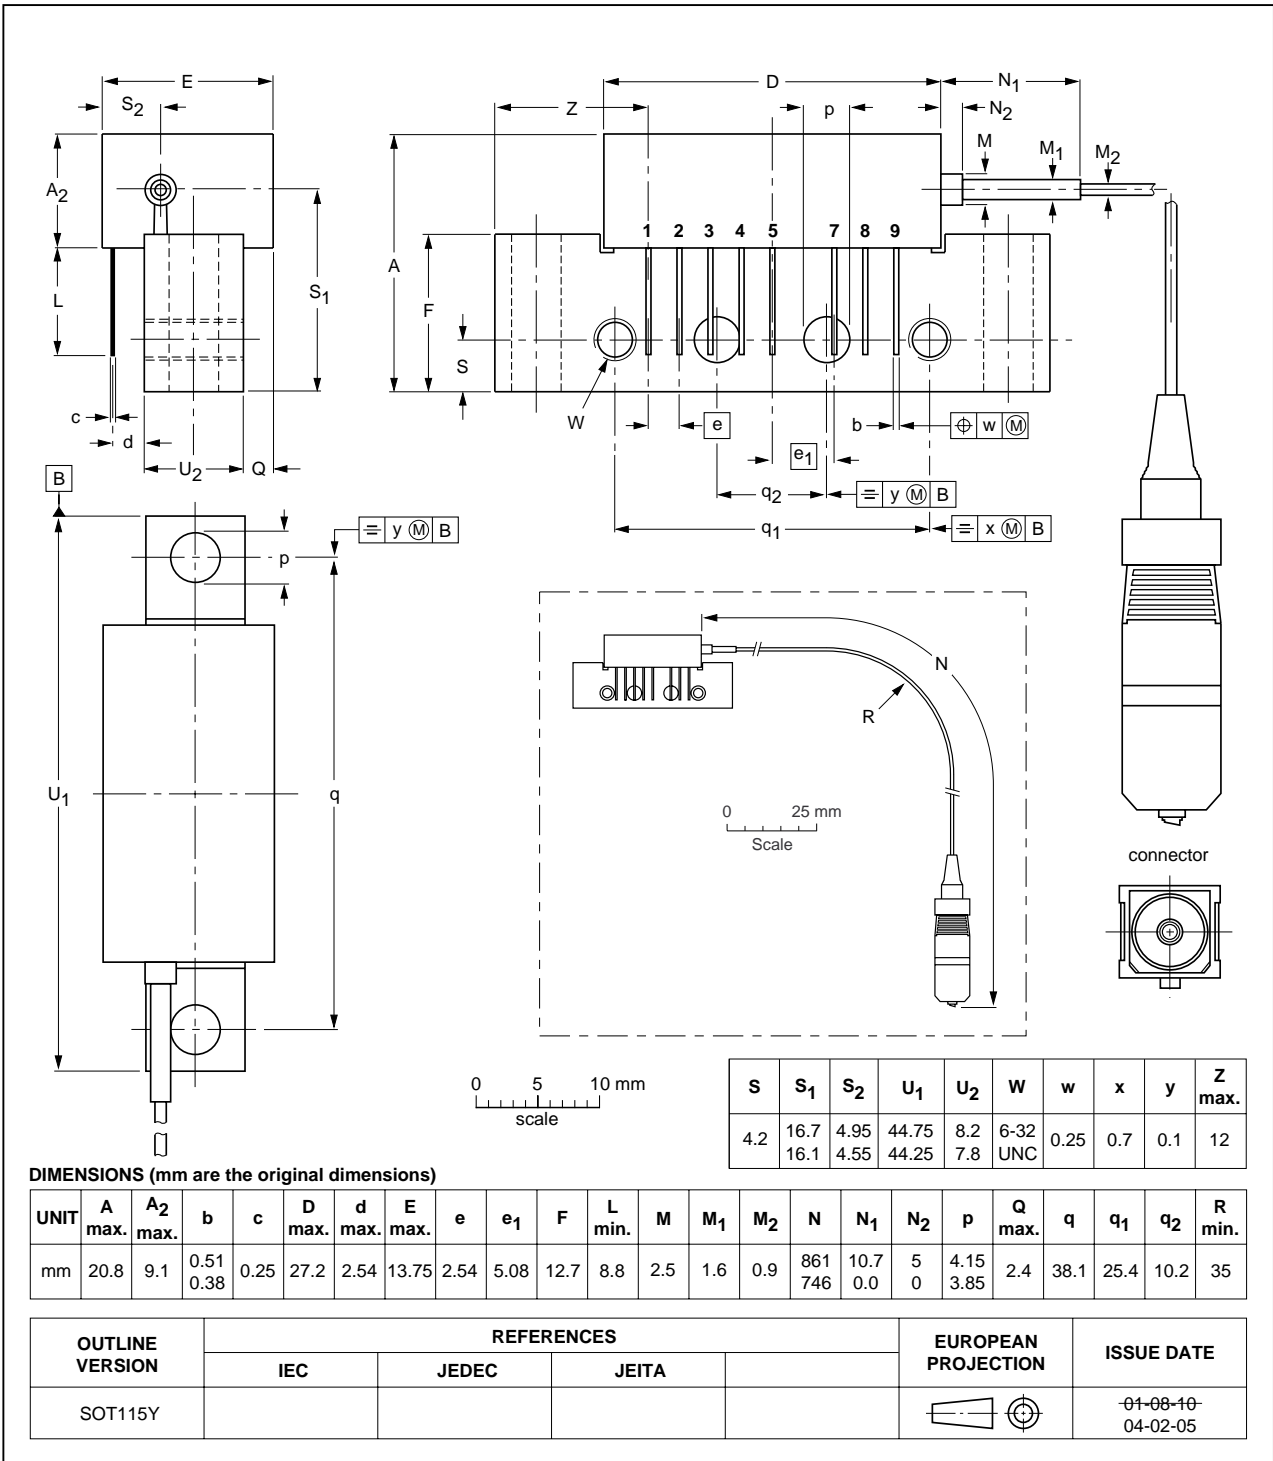 E
S2
A2
L
S1
c
d
U2
Q
D
N1
Z
p
N2
M
M1
M2
A
F
S
1 2 3 4 5 7 8 9
W
e
b
w M
e1
q2
y M B
q1
x M B
B
y M B
p
U1
q
N
R
0 25 mm
Scale
connector
0 5 10 mm
scale
S S1 S2 U1 U2 W w x y Z max.
4.2 16.7 16.1 4.95 4.55 44.75 44.25 8.2 7.8 6-32 UNC 0.25 0.7 0.1 12
DIMENSIONS (mm are the original dimensions)
UNIT A max. A2 max. b c D max. d max. E max. e e1 F L min. M M1 M2 N N1 N2 p Q max. q q1 q2 R min.
mm 20.8 9.1 0.51 0.38 0.25 27.2 2.54 13.75 2.54 5.08 12.7 8.8 2.5 1.6 0.9 861 746 10.7 0.0 5 0 4.15 3.85 2.4 38.1 25.4 10.2 35
OUTLINE VERSION REFERENCES EUROPEAN PROJECTION ISSUE DATE
IEC JEDEC JEITA
SOT115Y
01-08-10
04-02-05